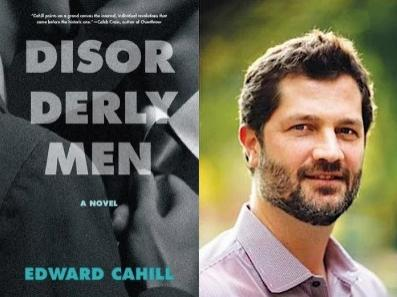 "Cahill paints on a grand canvas the internal, individual revolutions that
came before the historic one." —Caleb Crain, author of Overthrow
DISOR
DERLY
MEN
A NOVEL
EDWARD CAHILL